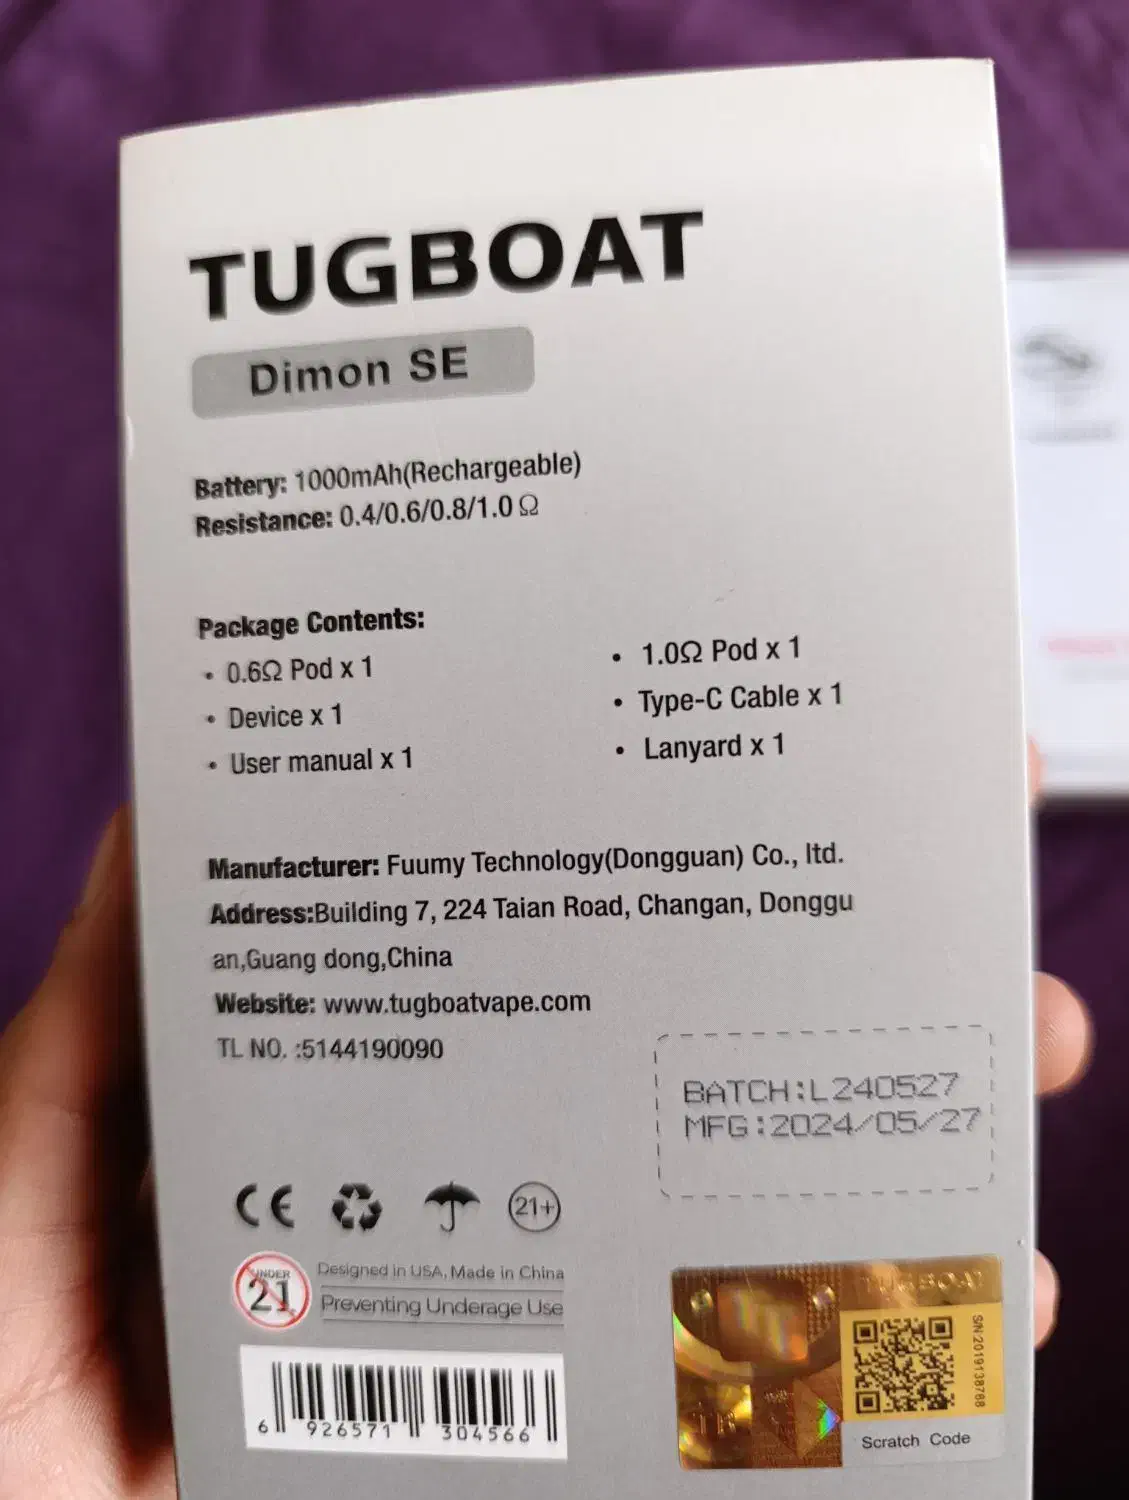 TUGBOAT
Dimon SE
Battery: 1000mAh(Rechargeable)
Resistance: 0.4/0.6/0.8/1.0 Ω
Package Contents:
• 0.6Ω Pod x 1
• Device x 1
• User manual x 1
• 1.0Ω Pod x 1
• Type-C Cable x 1
• Lanyard x 1
Manufacturer: Fuumy Technology(Dongguan) Co., ltd.
Address:Building 7, 224 Taian Road, Changan, Donggu
an,Guang dong,China
Website: www.tugboatvape.com
TL NO. :5144190090
BATCH:L240527
MFG:2024/05/27
CE
21+
UNDER
21
Designed in USA, Made in China
Preventing Underage Use
6 926571 304566
TUGBOAT
SN:2019138768
Scratch Code